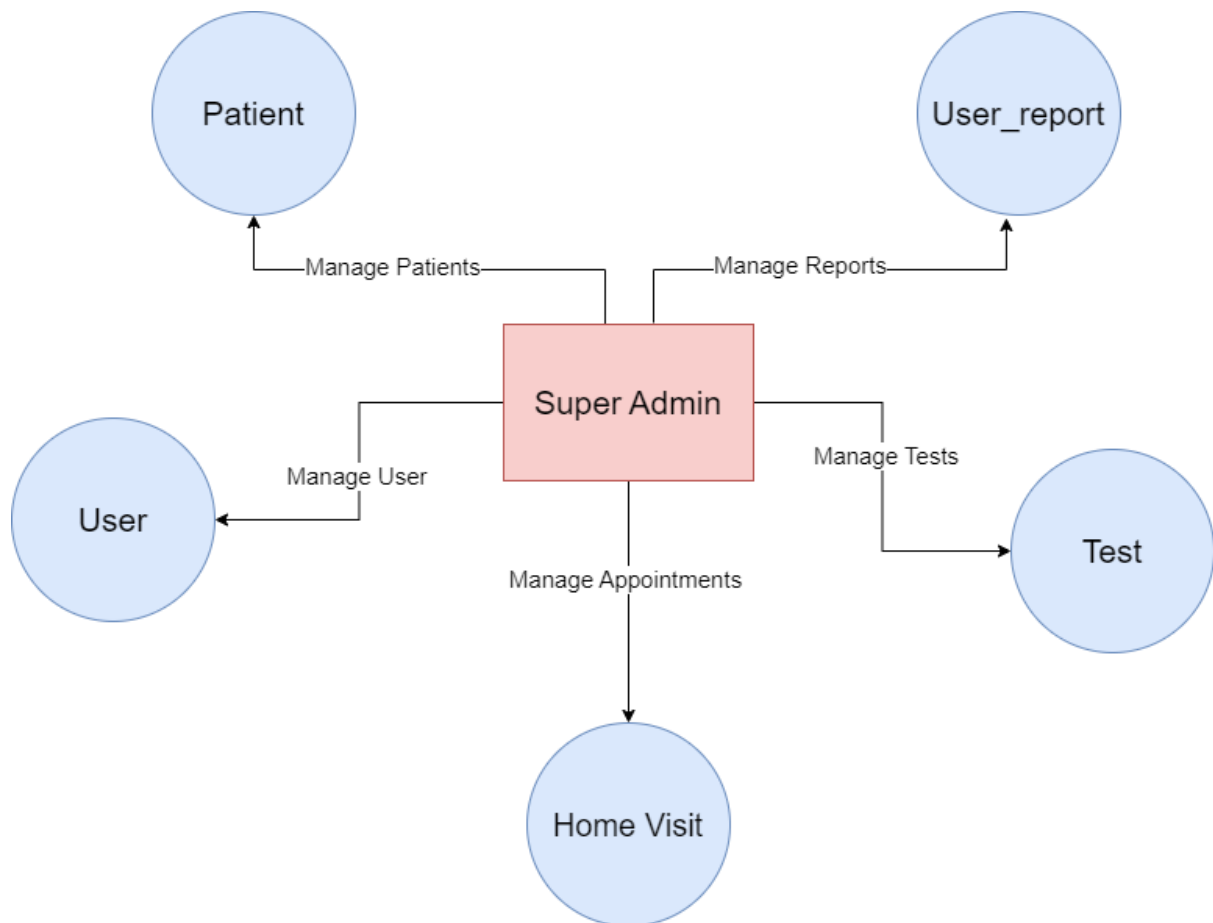 Patient
User_report
Manage Patients
Manage Reports
Super Admin
Manage User
Manage Tests
User
Test
Manage Appointments
Home Visit